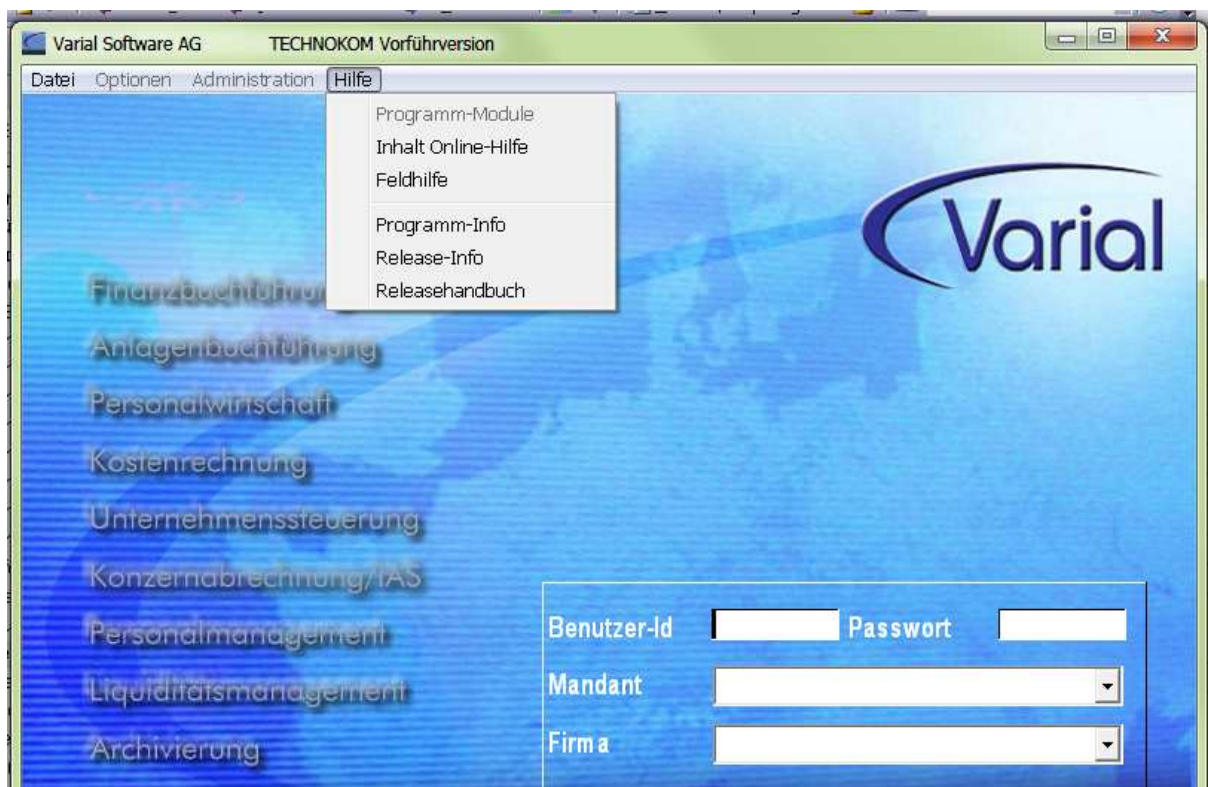 Varial Software AG TECHNOKOM Vorführversion
Datei Optionen Administration Hilfe
Programm-Module
Inhalt Online-Hilfe
Feldhilfe
Programm-Info
Release-Info
Releasehandbuch
Varial
Finanzbuchführun
Anlagenbuchführung
Personalwirtschaft
Kostenrechnung
Unternehmenssteuerung
Konzernabrechnung/IAS
Personalmanagement
Liquiditätsmanagement
Archivierung
Benutzer-Id Passwort
Mandant
Firma